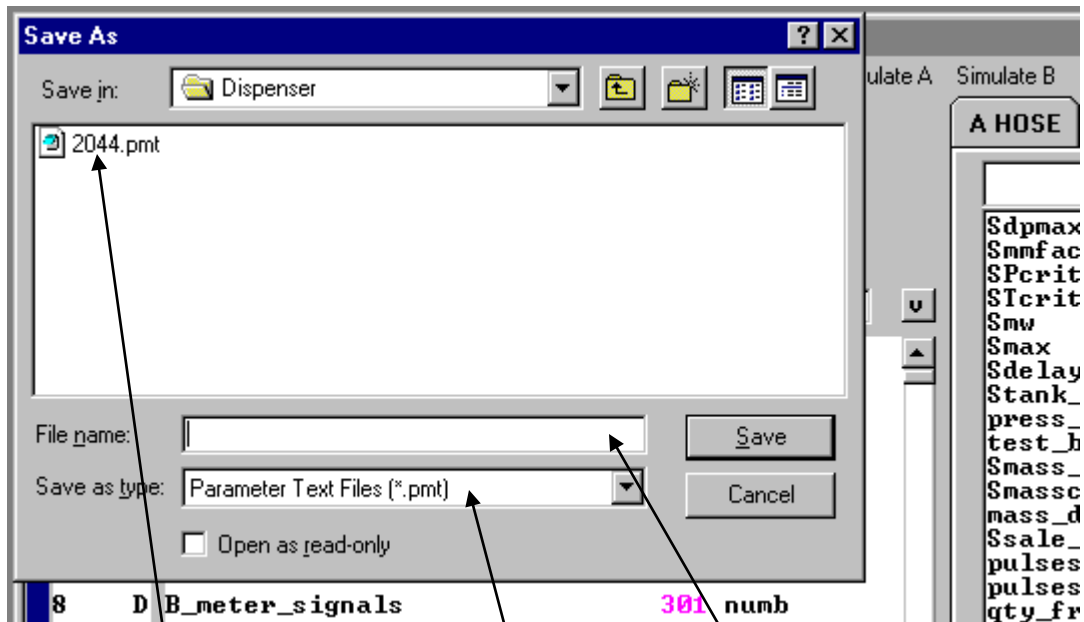 Save As
Save in: Dispenser
2044.pmt
File name:
Save
Save as type: Parameter Text Files (*.pmt)
Cancel
Open as read-only
8 D B_meter_signals 301 numb
ulate A Simulate B
A HOSE
v
Sdpmax
Smmfac
SPcrit
STcrit
Smw
Smax
Sdelay
Stank_
press_
test_b
Smass_
Smassc
mass_d
Ssale_
pulses
pulses
qty_fr